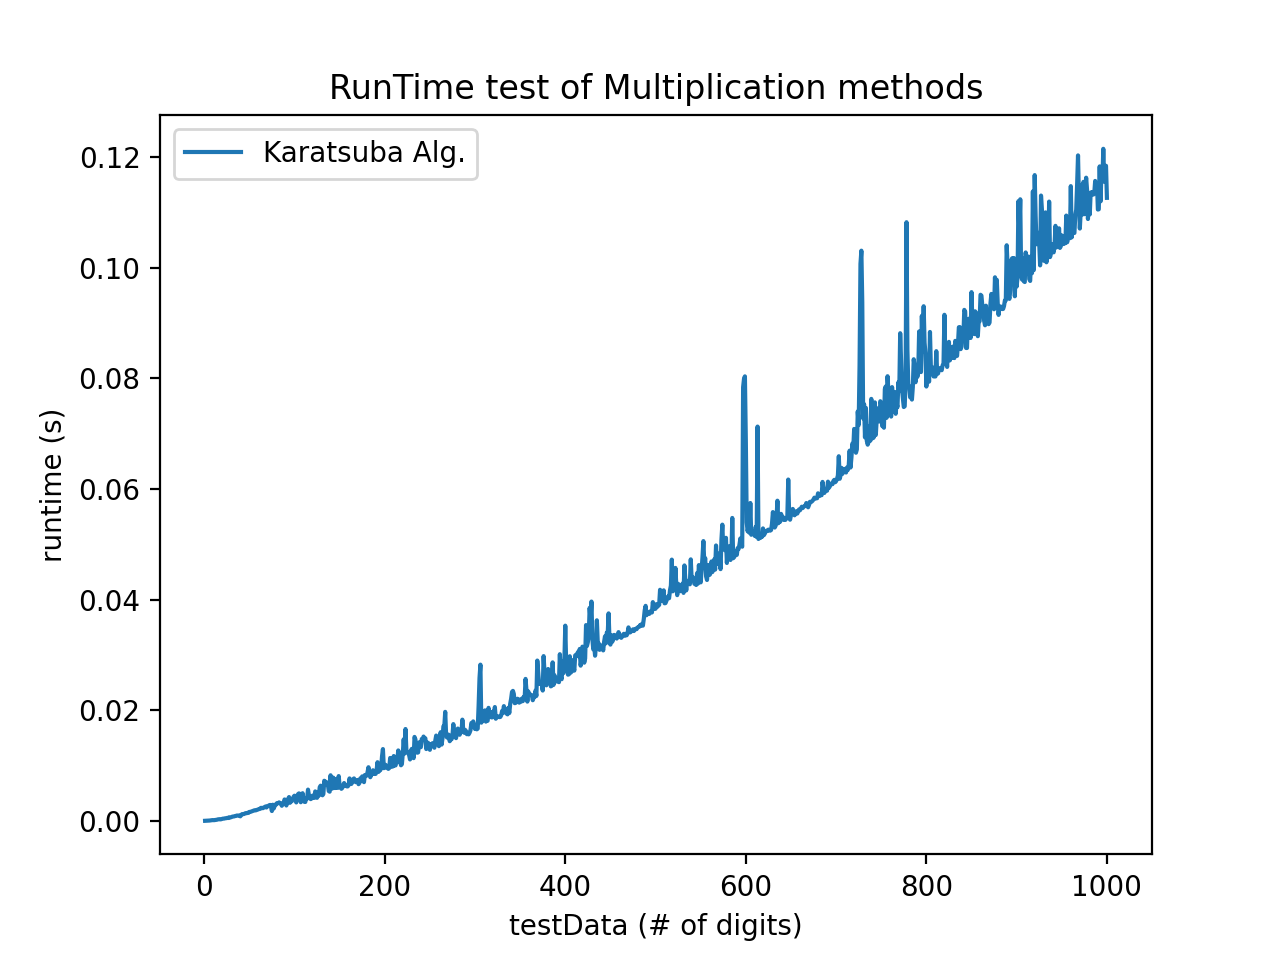 RunTime test of Multiplication methods
Karatsuba Alg.
0.12
0.10
0.08
0.06
0.04
0.02
0.00
runtime (s)
0 200 400 600 800 1000
testData (# of digits)